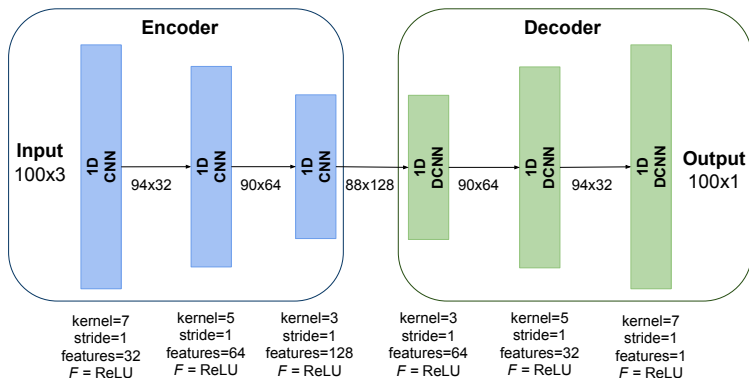 Encoder
Decoder
Input
100x3
1D
CNN
94x32
1D
CNN
90x64
1D
CNN
88x128
1D
DCNN
90x64
1D
DCNN
94x32
1D
DCNN
Output
100x1
kernel=7
stride=1
features=32
F = ReLU
kernel=5
stride=1
features=64
F = ReLU
kernel=3
stride=1
features=128
F = ReLU
kernel=3
stride=1
features=64
F = ReLU
kernel=5
stride=1
features=32
F = ReLU
kernel=7
stride=1
features=1
F = ReLU